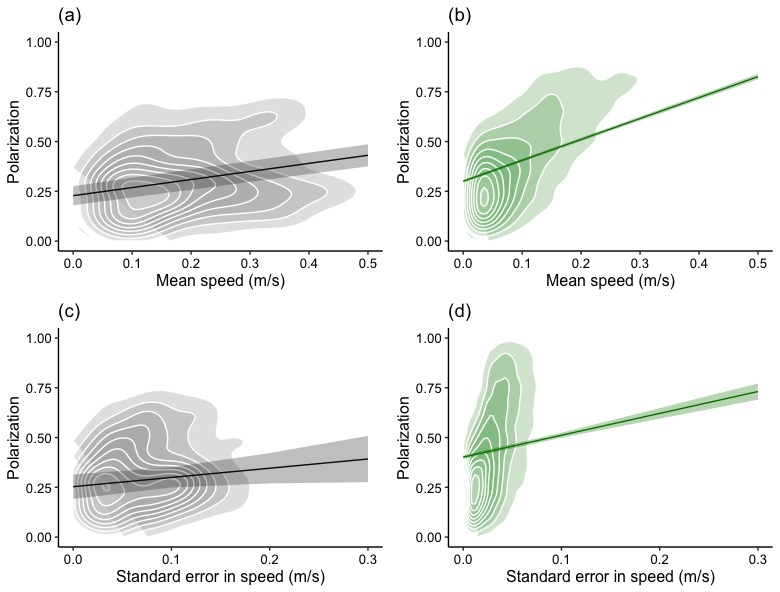 (a)
Polarization
1.00
0.75
0.50
0.25
0.00
0.0 0.1 0.2 0.3 0.4 0.5
Mean speed (m/s)
(b)
Polarization
1.00
0.75
0.50
0.25
0.00
0.0 0.1 0.2 0.3 0.4 0.5
Mean speed (m/s)
(c)
Polarization
1.00
0.75
0.50
0.25
0.00
0.0 0.1 0.2 0.3
Standard error in speed (m/s)
(d)
Polarization
1.00
0.75
0.50
0.25
0.00
0.0 0.1 0.2 0.3
Standard error in speed (m/s)